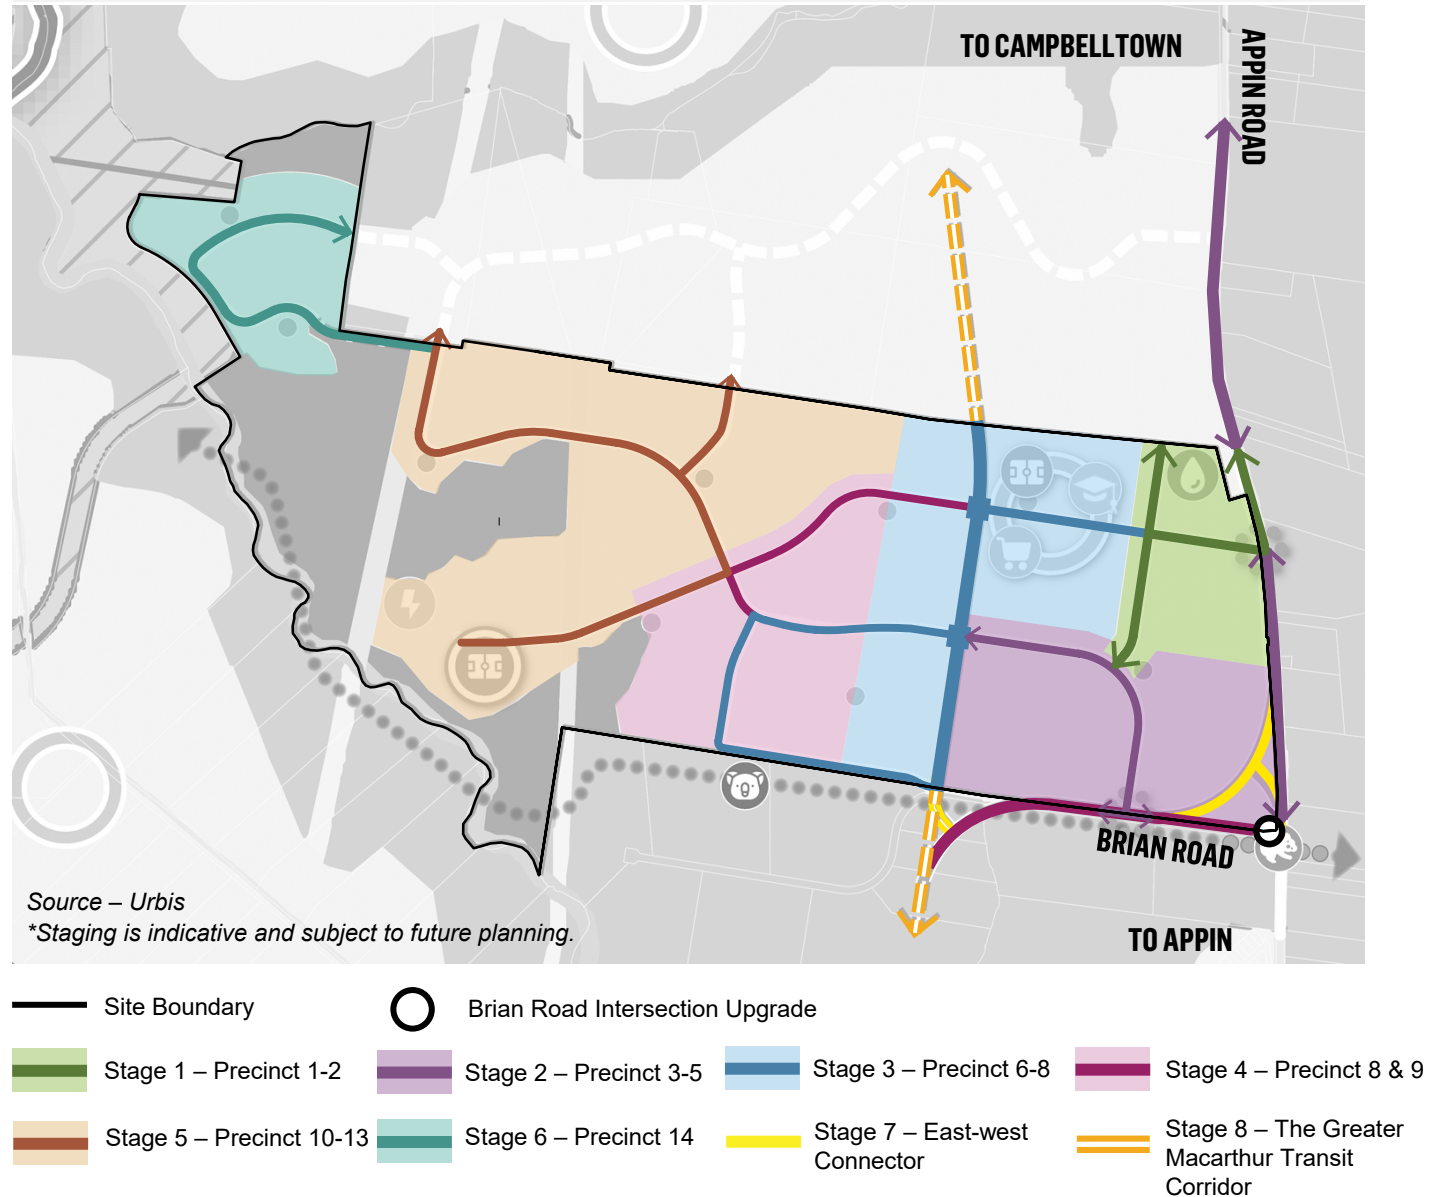 TO CAMPBELLTOWN
APPIN ROAD
BRIAN ROAD
Source – Urbis
*Staging is indicative and subject to future planning.
TO APPIN
Site Boundary
Brian Road Intersection Upgrade
Stage 1 – Precinct 1-2
Stage 2 – Precinct 3-5
Stage 3 – Precinct 6-8
Stage 4 – Precinct 8 & 9
Stage 5 – Precinct 10-13
Stage 6 – Precinct 14
Stage 7 – East-west
Connector
Stage 8 – The Greater
Macarthur Transit
Corridor